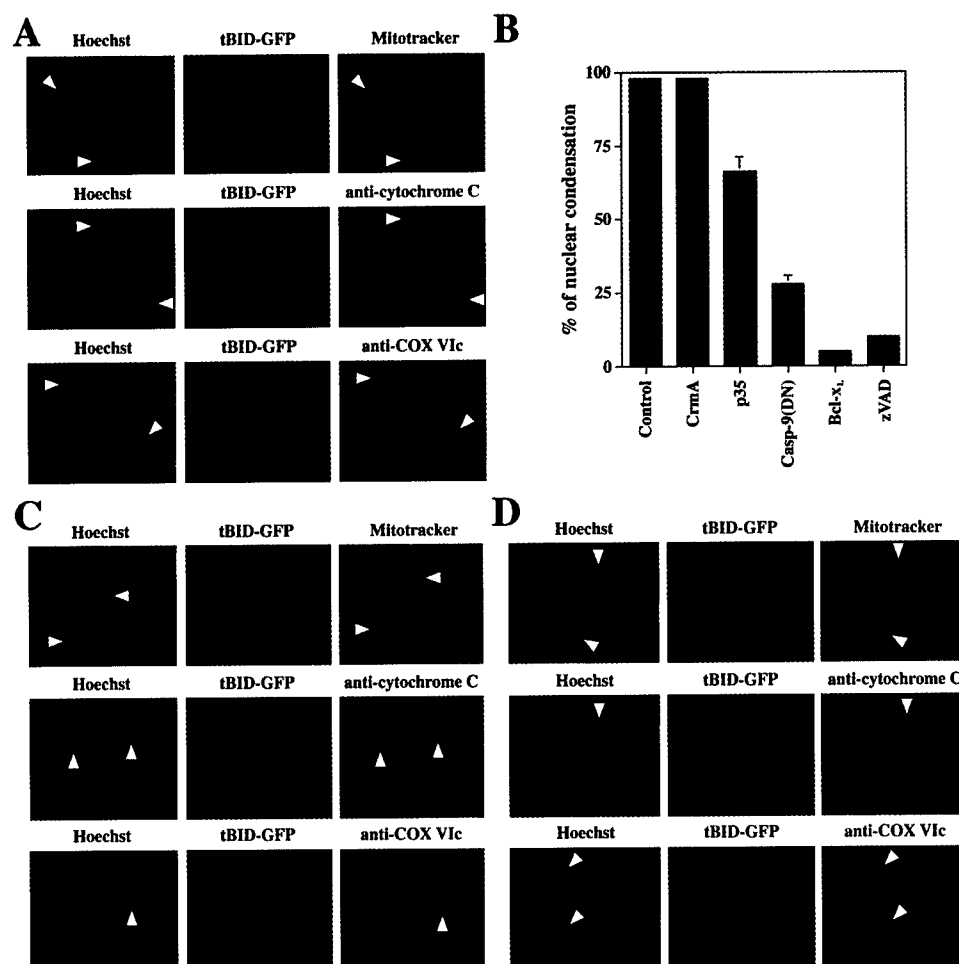 A
Hoechst tBID-GFP Mitotracker
Hoechst tBID-GFP anti-cytochrome C
Hoechst tBID-GFP anti-COX VIc
B
% of nuclear condensation
100
75
50
25
0
Control CrmA p35 Casp-9(DN) Bcl-xL zVAD
C
Hoechst tBID-GFP Mitotracker
Hoechst tBID-GFP anti-cytochrome C
Hoechst tBID-GFP anti-COX VIc
D
Hoechst tBID-GFP Mitotracker
Hoechst tBID-GFP anti-cytochrome C
Hoechst tBID-GFP anti-COX VIc